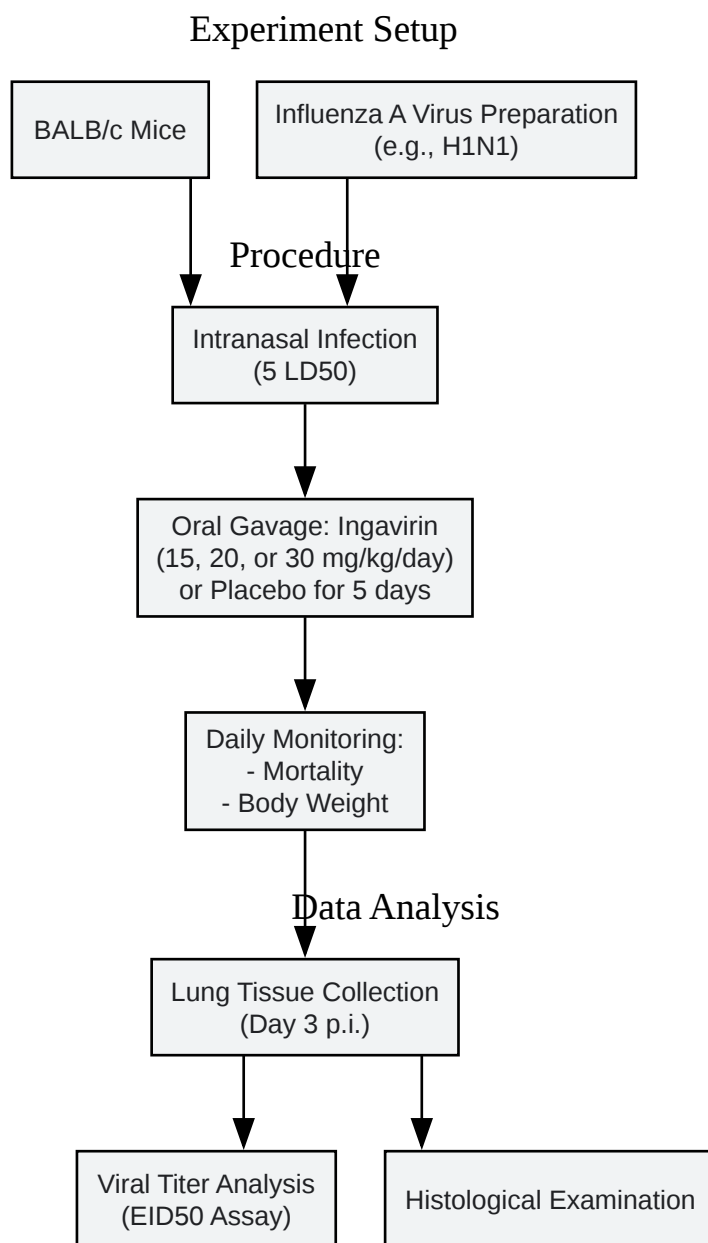 Experiment Setup
BALB/c Mice
Influenza A Virus Preparation
(e.g., H1N1)
Procedure
Intranasal Infection
(5 LD50)
Oral Gavage: Ingavirin
(15, 20, or 30 mg/kg/day)
or Placebo for 5 days
Daily Monitoring:
- Mortality
- Body Weight
Data Analysis
Lung Tissue Collection
(Day 3 p.i.)
Viral Titer Analysis
(EID50 Assay)
Histological Examination